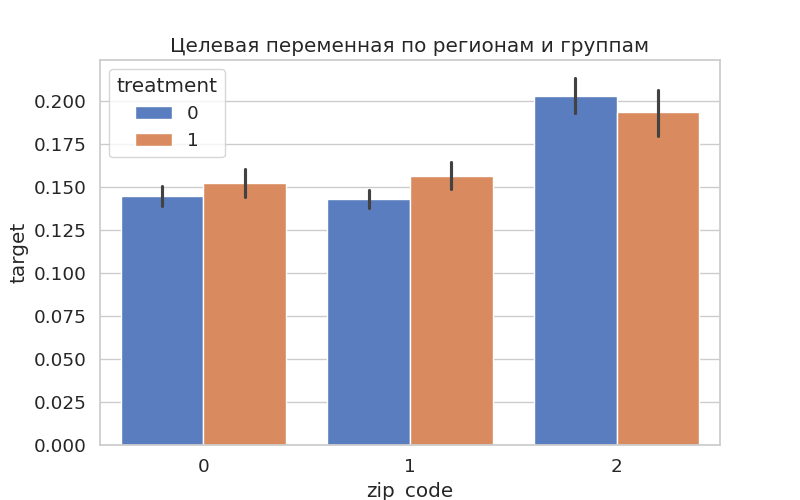 Целевая переменная по регионам и группам
treatment
0
1
0.200
0.175
0.150
0.125
0.100
0.075
0.050
0.025
0.000
target
0 1 2
zip_code